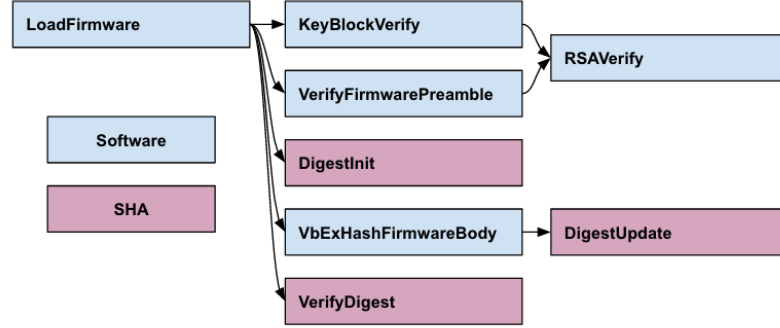 LoadFirmware
KeyBlockVerify
RSAVerify
VerifyFirmwarePreamble
Software
DigestInit
SHA
VbExHashFirmwareBody
DigestUpdate
VerifyDigest